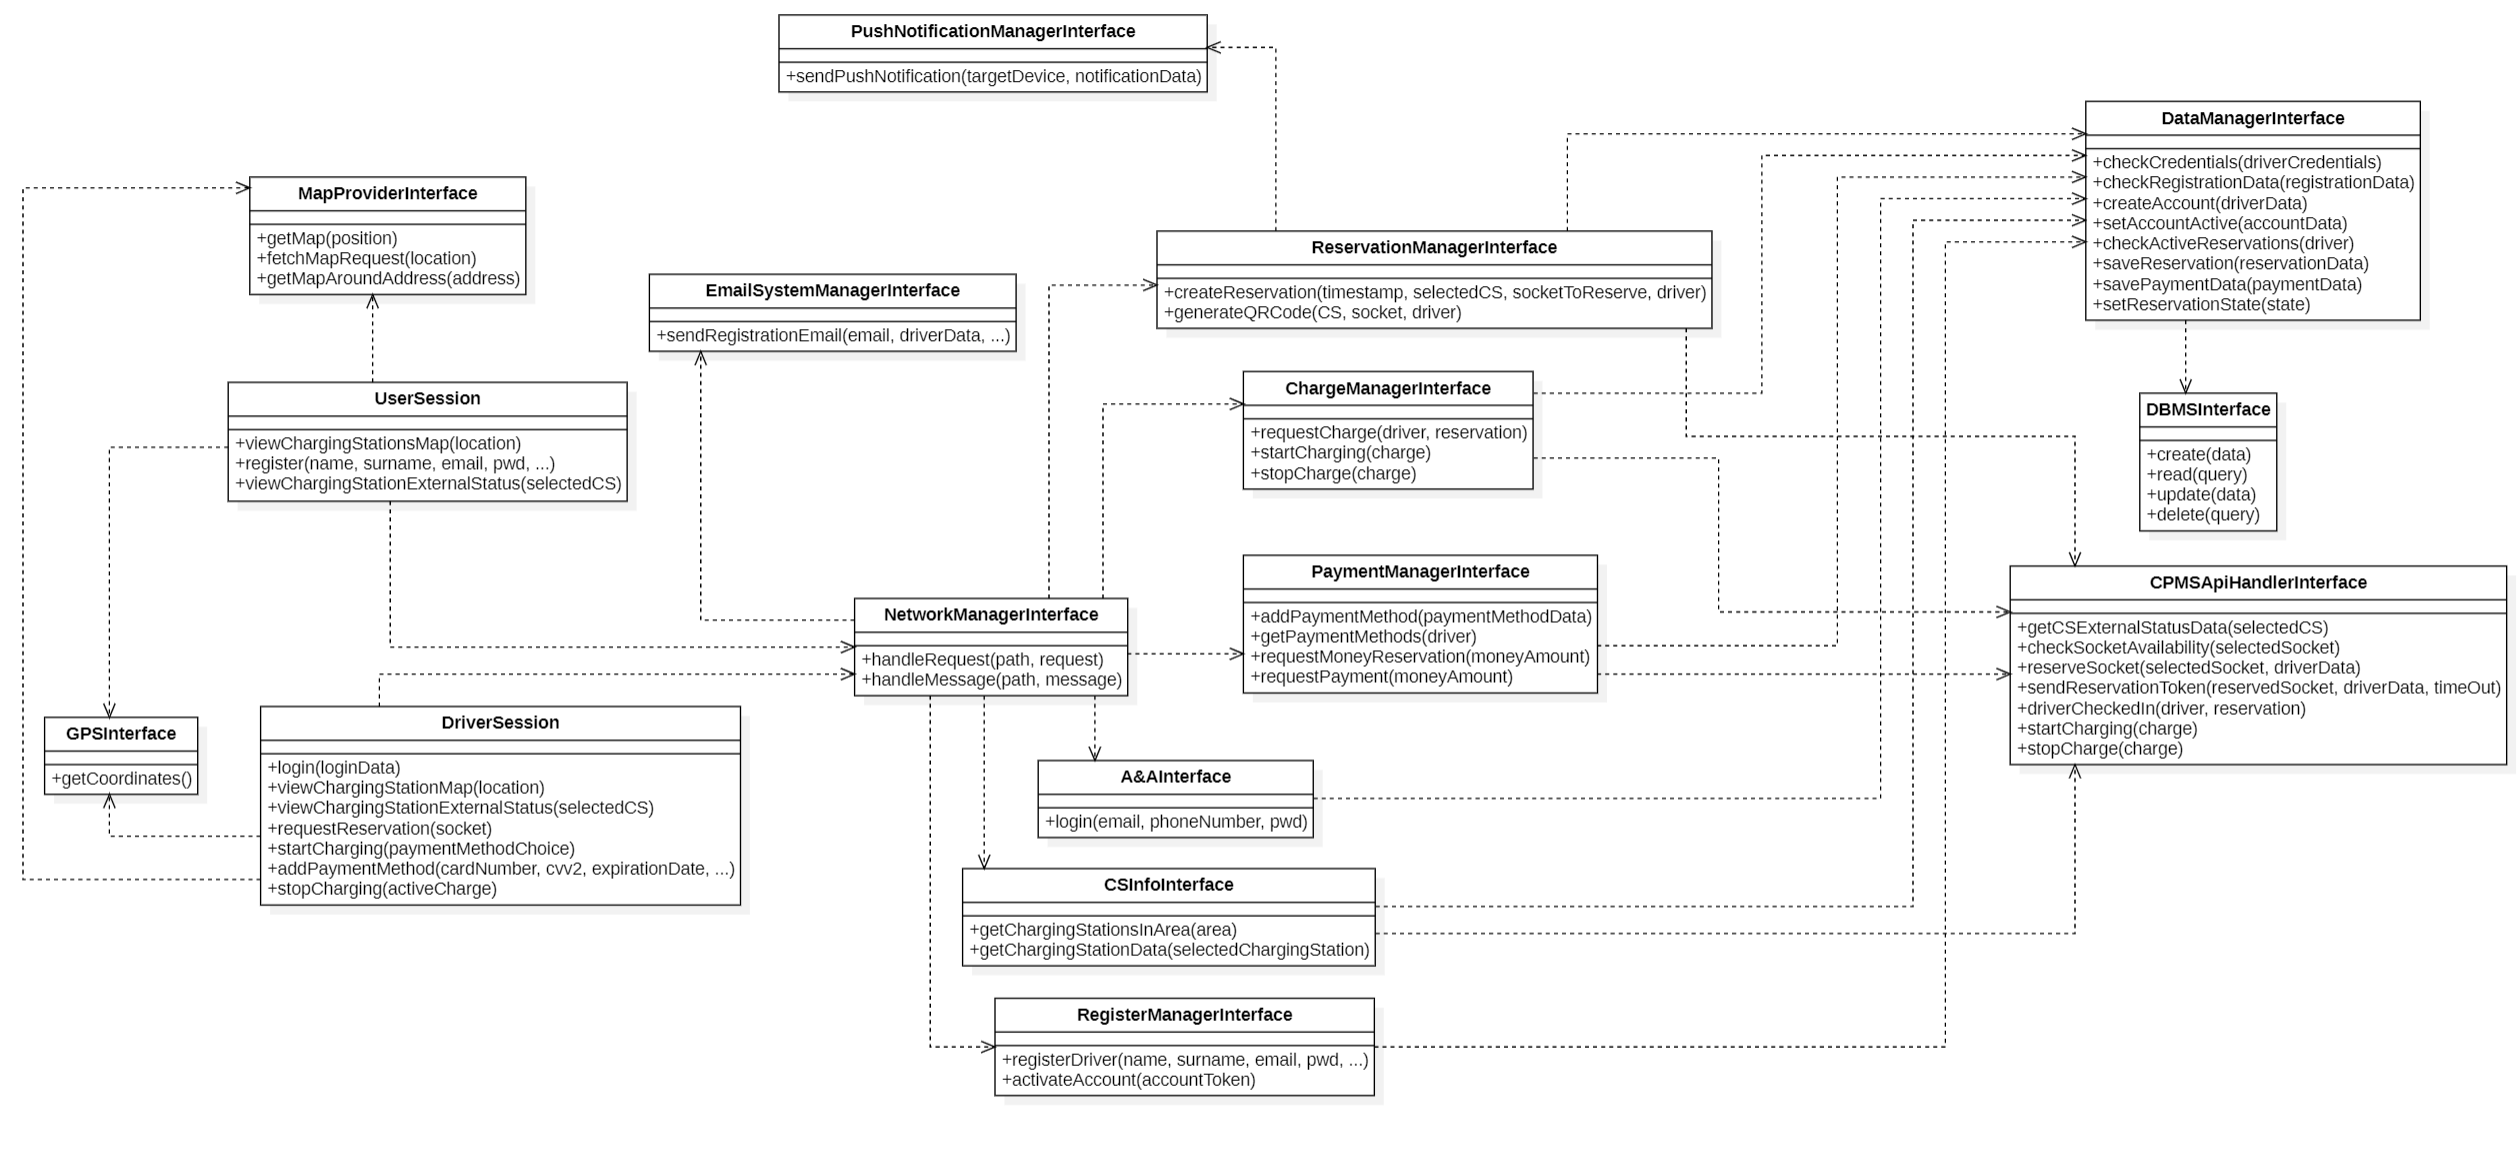 PushNotificationManagerInterface
+sendPushNotification(targetDevice, notificationData)
DataManagerInterface
+checkCredentials(driverCredentials)
+checkRegistrationData(registrationData)
+createAccount(driverData)
+setAccountActive(accountData)
+checkActiveReservations(driver)
+saveReservation(reservationData)
+savePaymentData(paymentData)
+setReservationState(state)
MapProviderInterface
+getMap(position)
+fetchMapRequest(location)
+getMapAroundAddress(address)
ReservationManagerInterface
+createReservation(timestamp, selectedCS, socketToReserve, driver)
+generateQRCode(CS, socket, driver)
EmailSystemManagerInterface
+sendRegistrationEmail(email, driverData, ...)
UserSession
+viewChargingStationsMap(location)
+register(name, surname, email, pwd, ...)
+viewChargingStationExternalStatus(selectedCS)
ChargeManagerInterface
+requestCharge(driver, reservation)
+startCharging(charge)
+stopCharge(charge)
DBMSInterface
+create(data)
+read(query)
+update(data)
+delete(query)
PaymentManagerInterface
+addPaymentMethod(paymentMethodData)
+getPaymentMethods(driver)
+requestMoneyReservation(moneyAmount)
+requestPayment(moneyAmount)
CPMSApiHandlerInterface
+getCSExternalStatusData(selectedCS)
+checkSocketAvailability(selectedSocket)
+reserveSocket(selectedSocket, driverData)
+sendReservationToken(reservedSocket, driverData, timeOut)
+driverCheckedIn(driver, reservation)
+startCharging(charge)
+stopCharge(charge)
NetworkManagerInterface
+handleRequest(path, request)
+handleMessage(path, message)
GPSInterface
+getCoordinates()
DriverSession
+login(loginData)
+viewChargingStationMap(location)
+viewChargingStationExternalStatus(selectedCS)
+requestReservation(socket)
+startCharging(paymentMethodChoice)
+addPaymentMethod(cardNumber, cvv2, expirationDate, ...)
+stopCharging(activeCharge)
A&AInterface
+login(email, phoneNumber, pwd)
CSInfoInterface
+getChargingStationsInArea(area)
+getChargingStationData(selectedChargingStation)
RegisterManagerInterface
+registerDriver(name, surname, email, pwd, ...)
+activateAccount(accountToken)